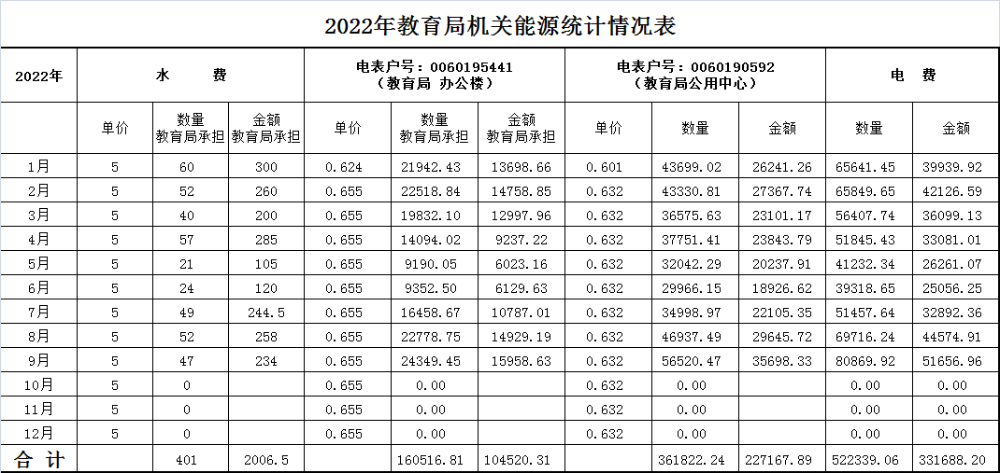 2022年教育局机关能源统计情况表
2022年 水 费 电表户号：0060195441 （教育局 办公楼） 电表户号：0060190592 （教育局公用中心） 电 费
单价 数量 教育局承担 金额 教育局承担 单价 数量 教育局承担 金额 教育局承担 单价 数量 金额 数量 金额
1月 5 60 300 0.624 21942.43 13698.66 0.601 43699.02 26241.26 65641.45 39939.92
2月 5 52 260 0.655 22518.84 14758.85 0.632 43330.81 27367.74 65849.65 42126.59
3月 5 40 200 0.655 19832.10 12997.96 0.632 36575.63 23101.17 56407.74 36099.13
4月 5 57 285 0.655 14094.02 9237.22 0.632 37751.41 23843.79 51845.43 33081.01
5月 5 21 105 0.655 9190.05 6023.16 0.632 32042.29 20237.91 41232.34 26261.07
6月 5 24 120 0.655 9352.50 6129.63 0.632 29966.15 18926.62 39318.65 25056.25
7月 5 49 244.5 0.655 16458.67 10787.01 0.632 34998.97 22105.35 51457.64 32892.36
8月 5 52 258 0.655 22778.75 14929.19 0.632 46937.49 29645.72 69716.24 44574.91
9月 5 47 234 0.655 24349.45 15958.63 0.632 56520.47 35698.33 80869.92 51656.96
10月 5 0 0.655 0.00 0.632 0.00 0.00 0.00
11月 5 0 0.655 0.00 0.632 0.00 0.00 0.00
12月 5 0 0.655 0.00 0.632 0.00 0.00 0.00
合 计 401 2006.5 160516.81 104520.31 361822.24 227167.89 522339.06 331688.20